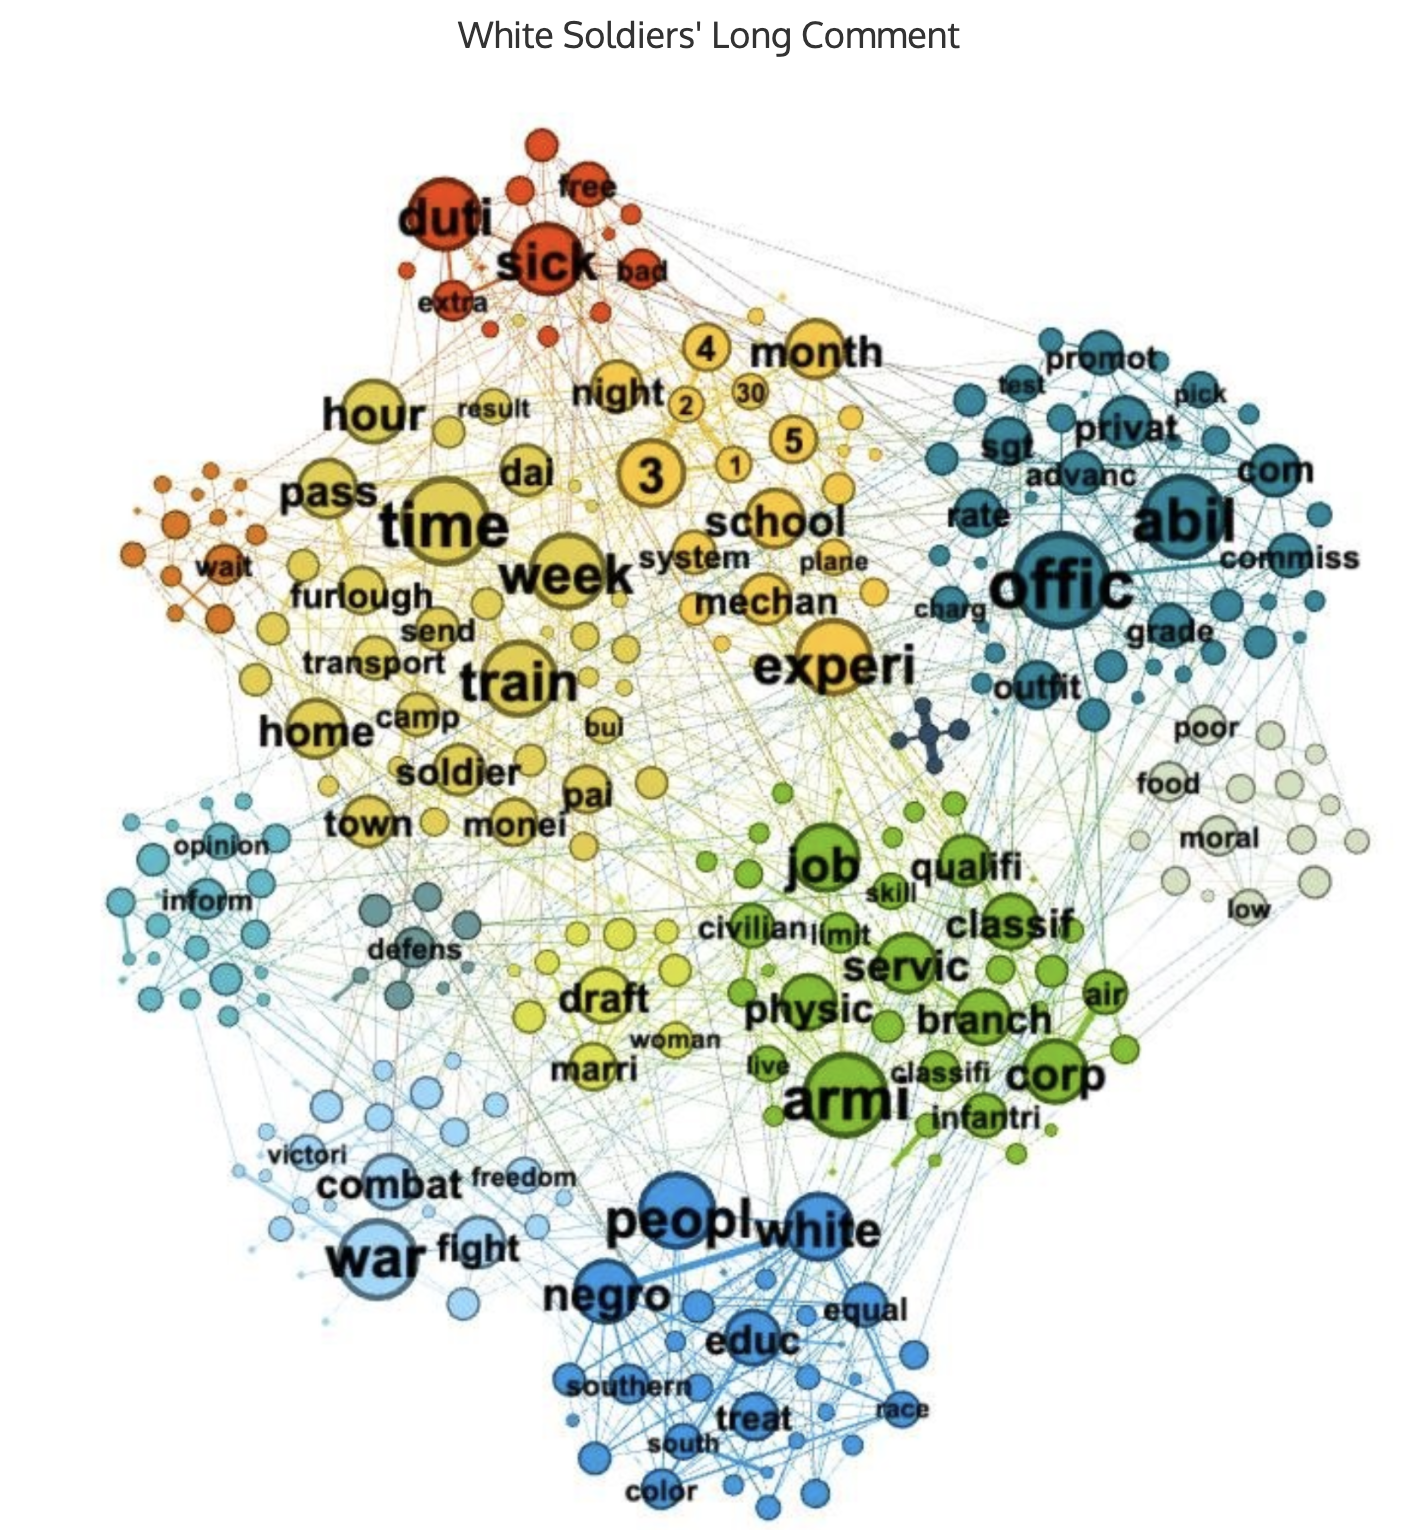 White Soldiers' Long Comment
free
duti
sick
bad
extra
4
month
night
30
2
hour
result
5
3
1
dai
pass
time
school
system
plane
week
wait
furlough
mechan
send
transport
train
experi
home
camp
bui
soldier
pai
town
monei
promot
test
pick
privat
sgt
advanc
com
rate
abil
commiss
offic
charg
grade
outfit
poor
food
moral
low
opinion
inform
defens
job
qualifi
skill
civilian
limit
classif
servic
draft
physic
branch
air
woman
marri
live
classifi
corp
armi
infantri
victori
combat
freedom
war
fight
peopl
white
negro
equal
educ
southern
treat
race
south
color